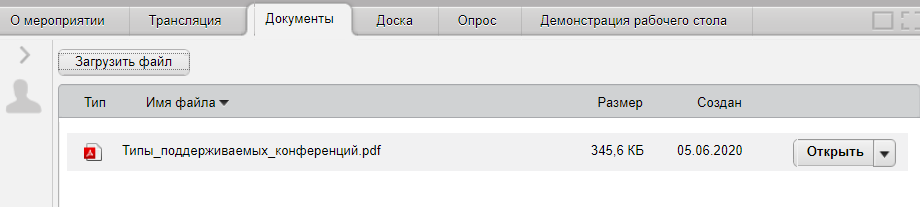 О мероприятии Трансляция Документы Доска Опрос Демонстрация рабочего стола
Загрузить файл
Тип Имя файла Размер Создан
Типы_поддерживаемых_конференций.pdf 345,6 КБ 05.06.2020 Открыть